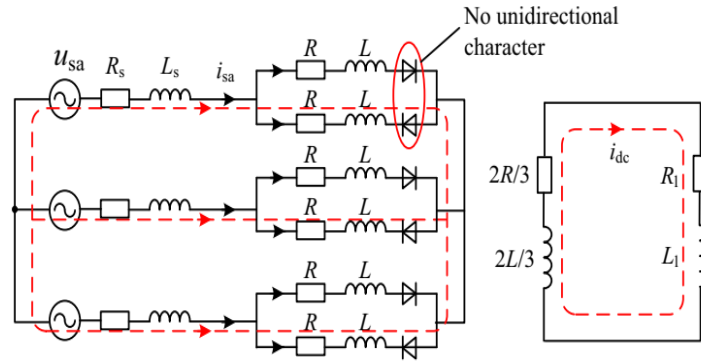 No unidirectional
character
u_sa R_s L_s i_sa R L
R L
R L
i_dc
2R/3 R_1
R L
2L/3 L_1
R L
R L